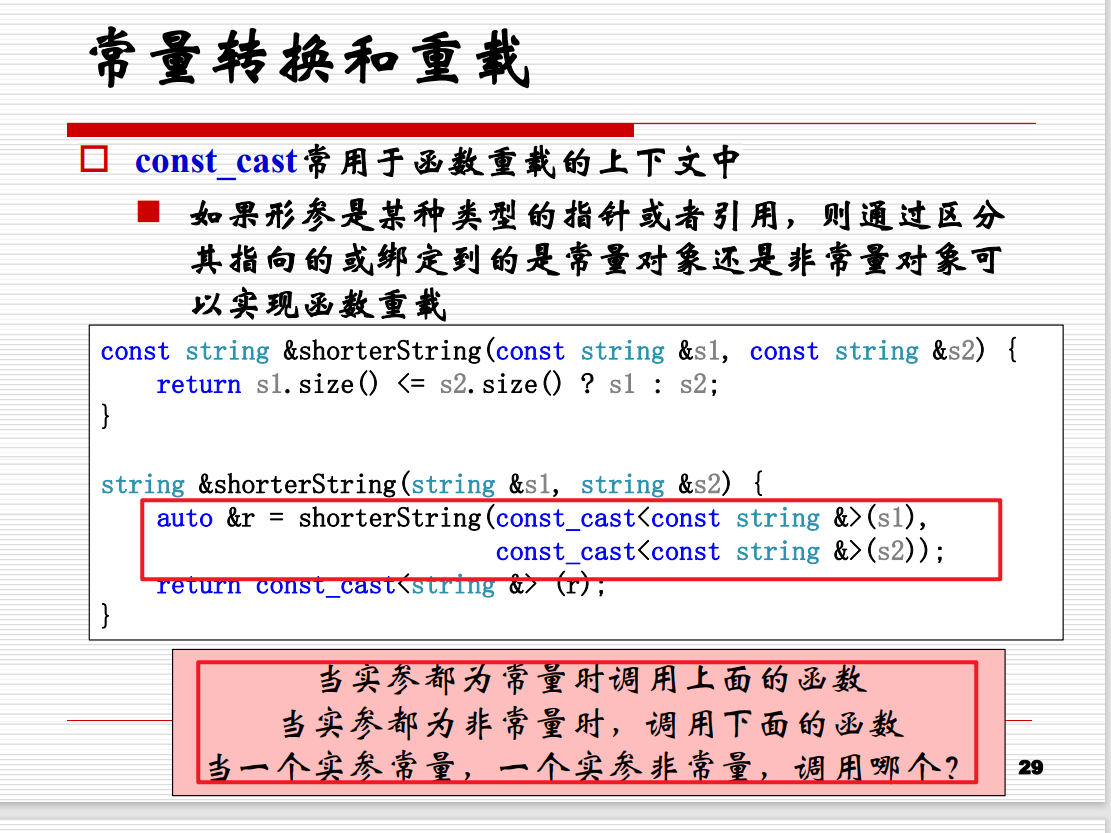 常量转换和重载
const_cast常用于函数重载的上下文中
如果形参是某种类型的指针或者引用，则通过区分
其指向的或绑定到的是常量对象还是非常量对象可
以实现函数重载
const string &shorterString(const string &s1, const string &s2) {
    return s1.size() <= s2.size() ? s1 : s2;
}
string &shorterString(string &s1, string &s2) {
    auto &r = shorterString(const_cast<const string &>(s1),
                            const_cast<const string &>(s2));
    return const_cast<string &> (r);
}
当实参都为常量时调用上面的函数
当实参都为非常量时，调用下面的函数
当一个实参常量，一个实参非常量，调用哪个?
29